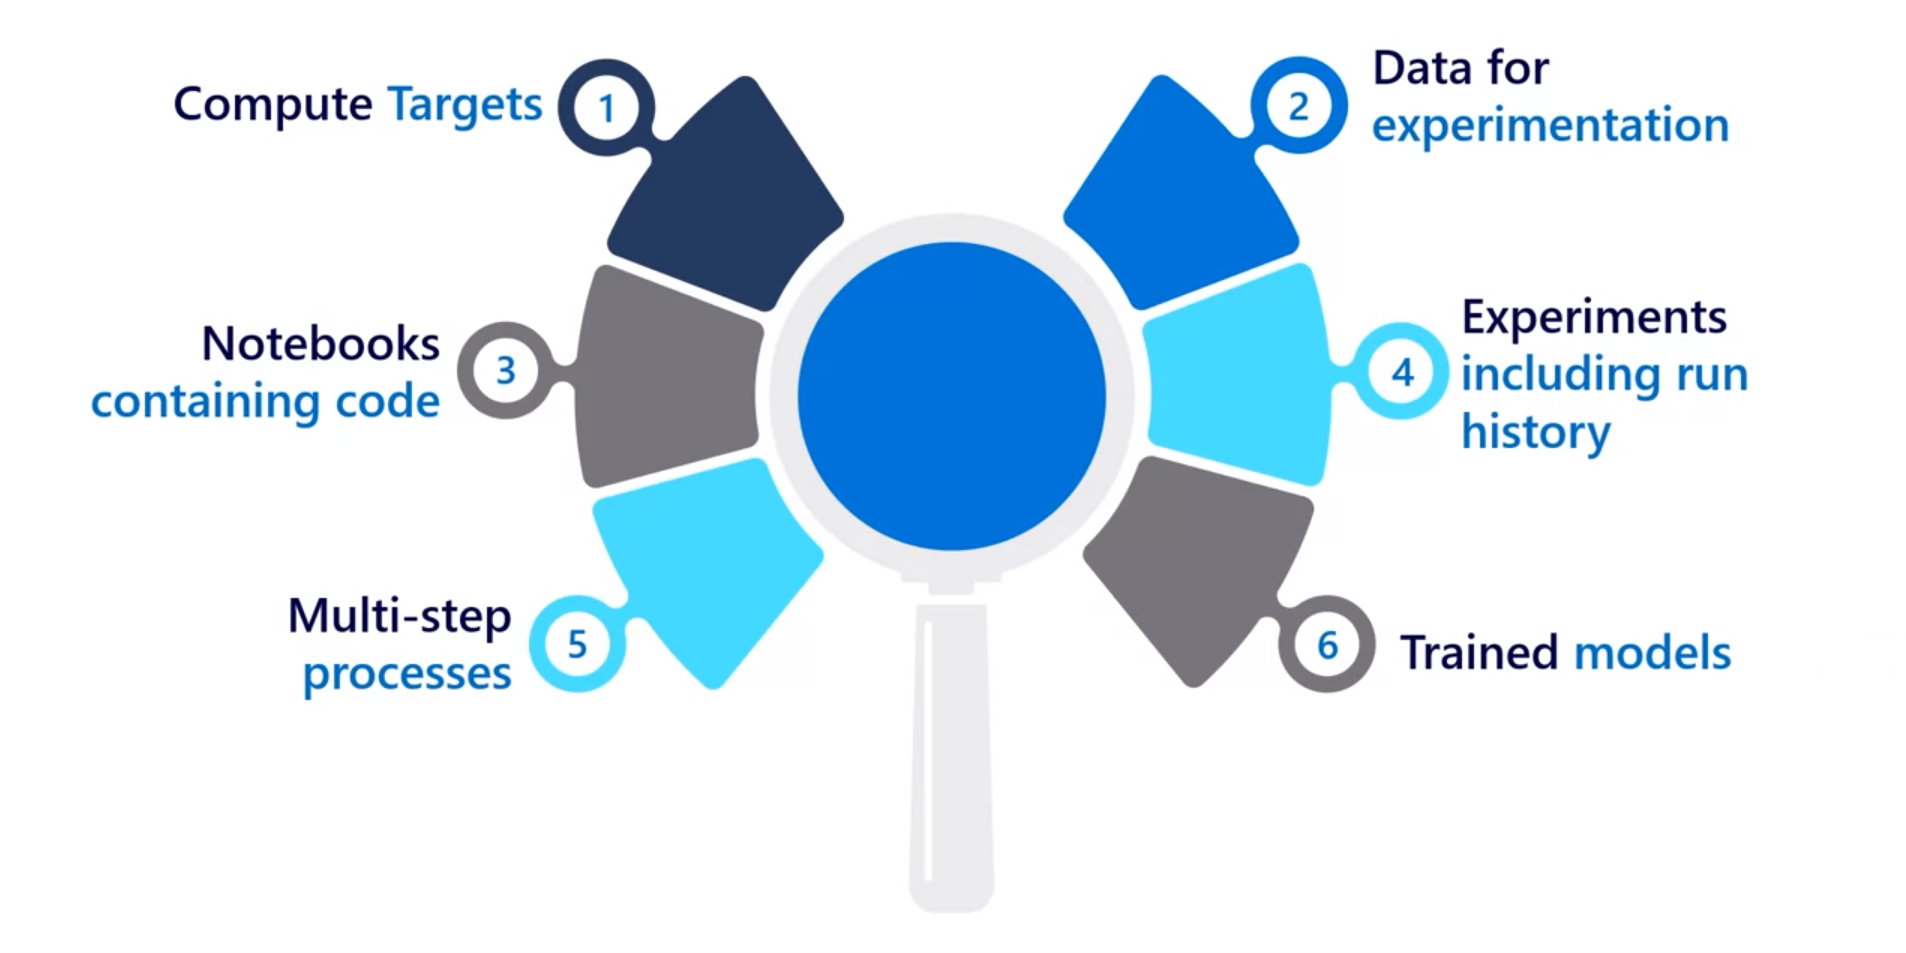 1
Compute Targets
2
Data for
experimentation
3
Notebooks
containing code
4
Experiments
including run
history
5
Multi-step
processes
6
Trained models